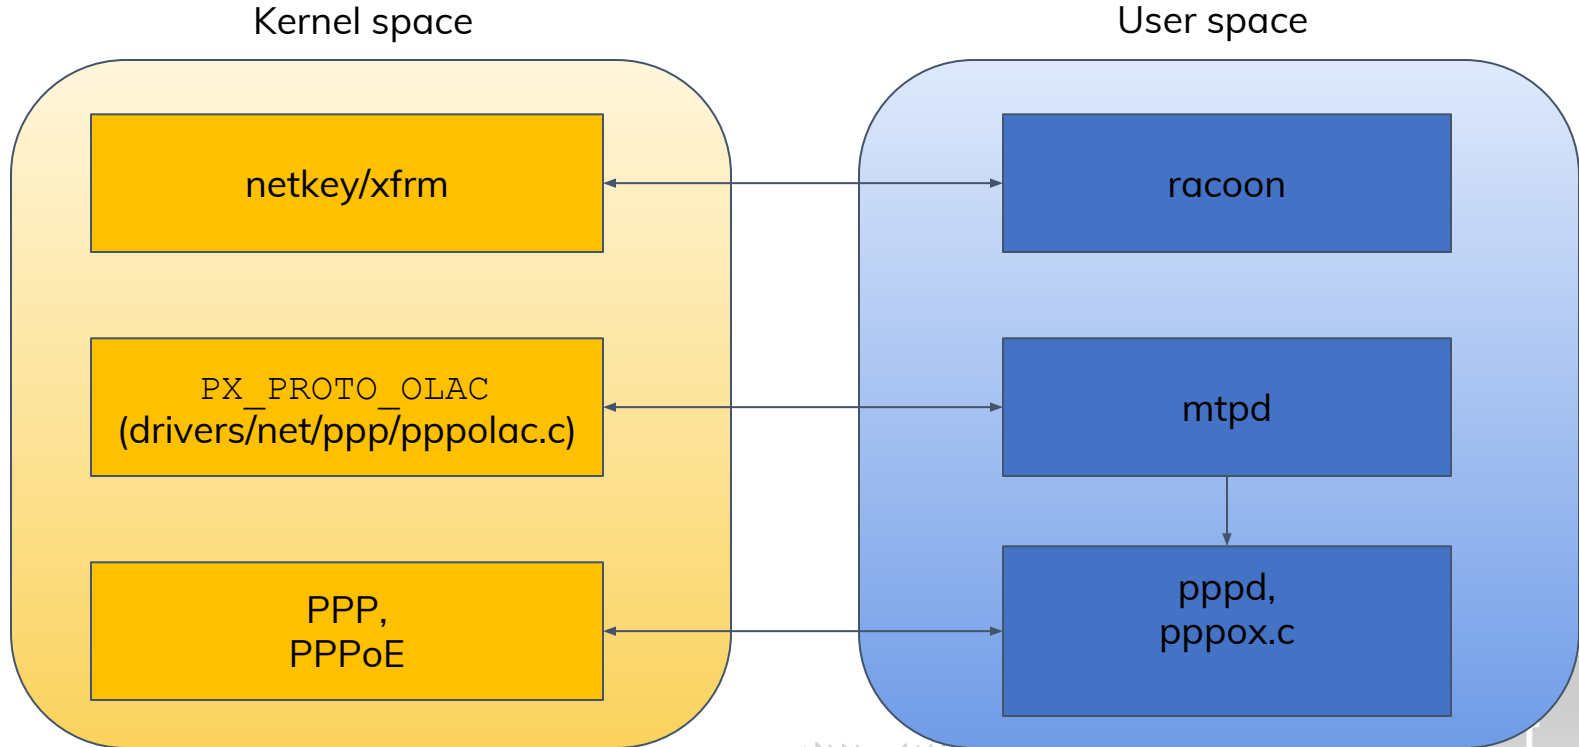 Kernel space
User space
netkey/xfrm
racoon
PX_PROTO_OLAC
(drivers/net/ppp/pppolac.c)
mtpd
PPP,
PPPoE
pppd,
pppox.c